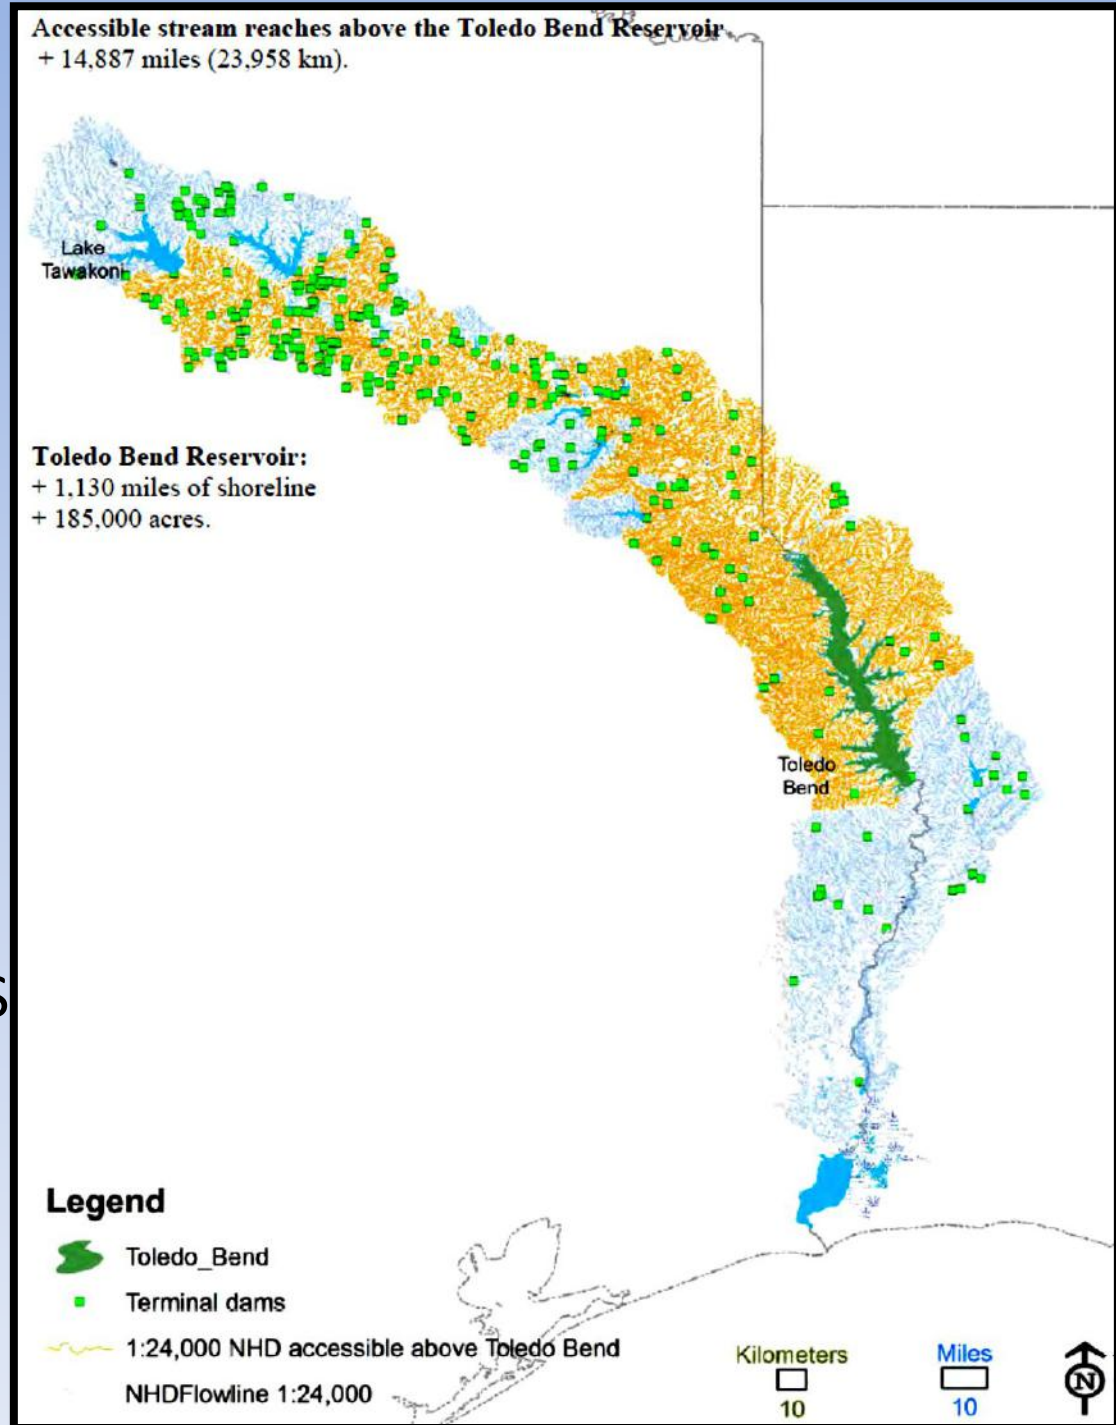 Accessible stream reaches above the Toledo Bend Reservoir
+ 14,887 miles (23,958 km).
Lake
Tawakoni
Toledo Bend Reservoir:
+ 1,130 miles of shoreline
+ 185,000 acres.
Toledo
Bend
Legend
Toledo_Bend
Terminal dams
1:24,000 NHD accessible above Toledo Bend
NHDFlowline 1:24,000
Kilometers
10
Miles
10
N